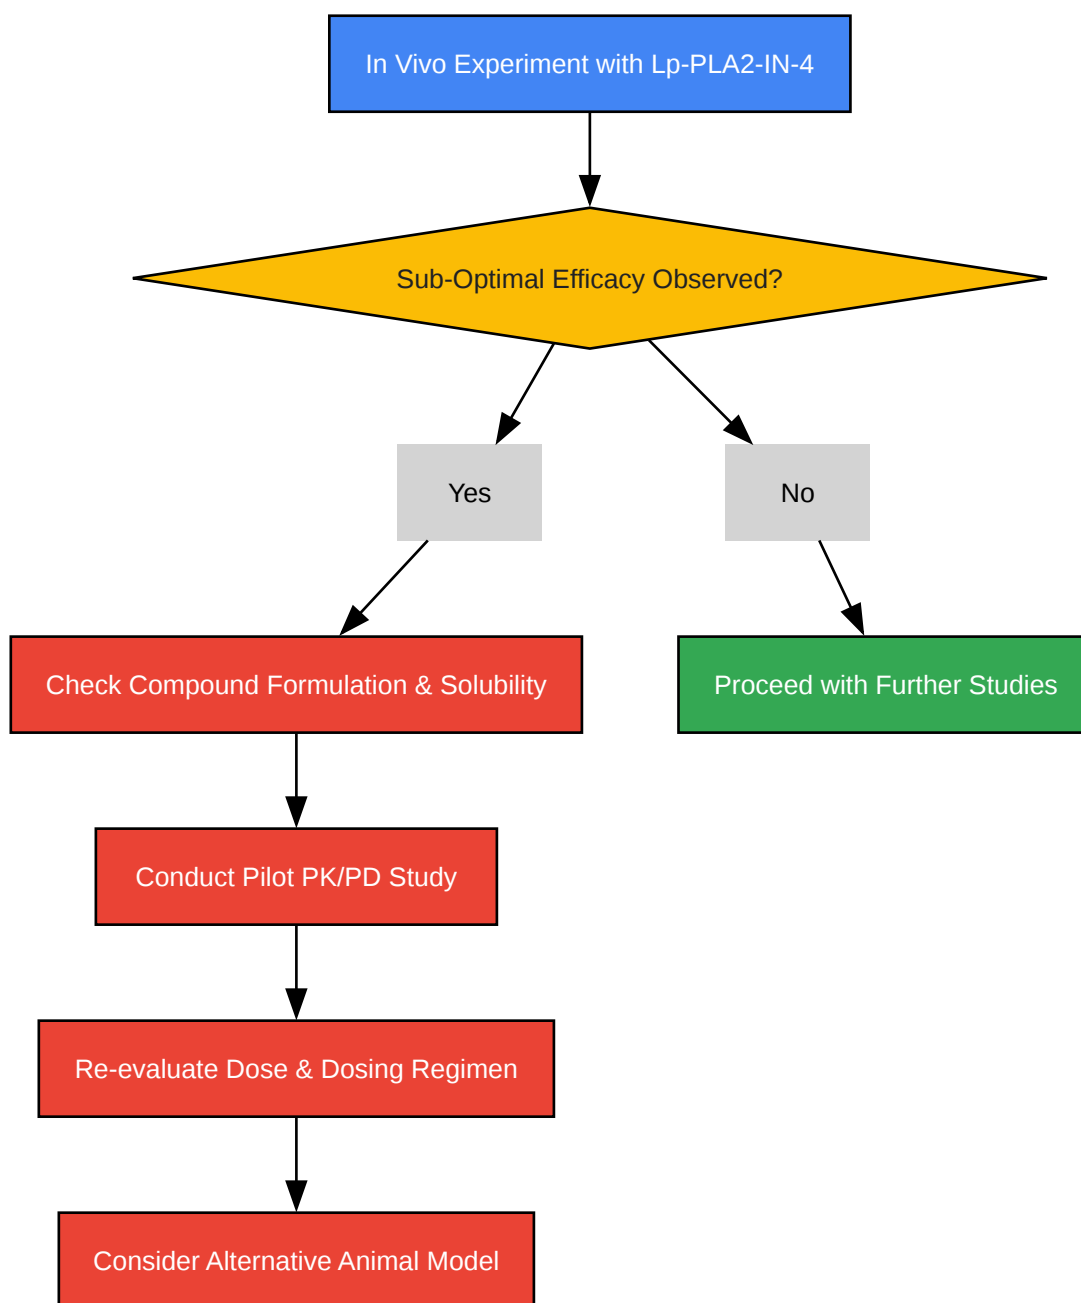 In Vivo Experiment with Lp-PLA2-IN-4
Sub-Optimal Efficacy Observed?
Yes
No
Check Compound Formulation & Solubility
Proceed with Further Studies
Conduct Pilot PK/PD Study
Re-evaluate Dose & Dosing Regimen
Consider Alternative Animal Model